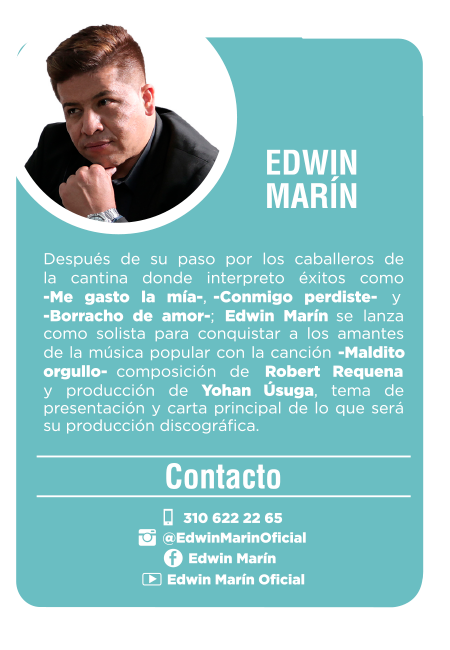 EDWIN
MARÍN
Después de su paso por los caballeros de
la cantina donde interpreto éxitos como
-Me gasto la mía-, -Conmigo perdiste- y
-Borracho de amor-; Edwin Marín se lanza
como solista para conquistar a los amantes
de la música popular con la canción -Maldito
orgullo- composición de Robert Requena
y producción de Yohan Úsuga, tema de
presentación y carta principal de lo que será
su producción discográfica.
Contacto
310 622 22 65
@EdwinMarinOficial
Edwin Marín
Edwin Marín Oficial